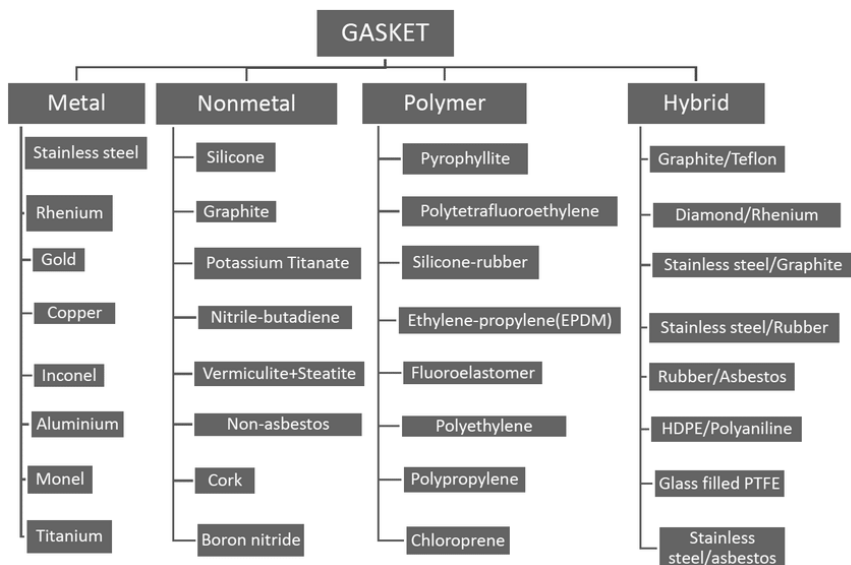 GASKET
Metal
Stainless steel
Rhenium
Gold
Copper
Inconel
Aluminium
Monel
Titanium
Nonmetal
Silicone
Graphite
Potassium Titanate
Nitrile-butadiene
Vermiculite+Steatite
Non-asbestos
Cork
Boron nitride
Polymer
Pyrophyllite
Polytetrafluoroethylene
Silicone-rubber
Ethylene-propylene(EPDM)
Fluoroelastomer
Polyethylene
Polypropylene
Chloroprene
Hybrid
Graphite/Teflon
Diamond/Rhenium
Stainless steel/Graphite
Stainless steel/Rubber
Rubber/Asbestos
HDPE/Polyaniline
Glass filled PTFE
Stainless
steel/asbestos